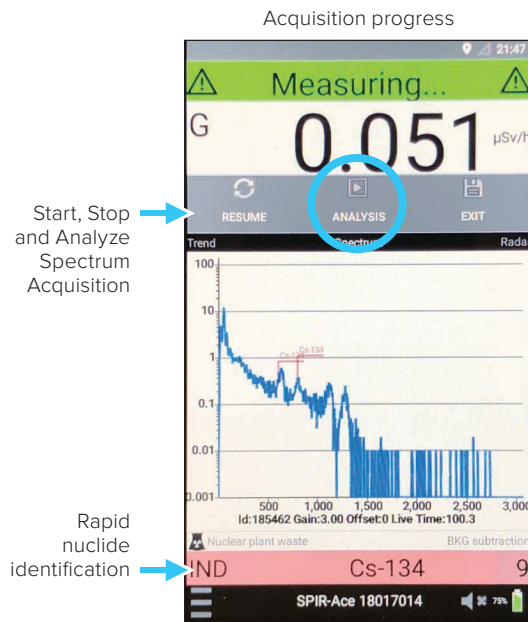 Acquisition progress
21:47
Measuring...
G 0.051 µSv/h
RESUME ANALYSIS EXIT
Start, Stop
and Analyze
Spectrum
Acquisition
Trend Spectrum Rada
100
10
1
0.1
0.01
0.001
Cs-134 Cs-134
500 1,000 1,500 2,000 2,500 3,000
Id:185462 Gain:3.00 Offset:0 Live Time:100.3
Nuclear plant waste BKG subtraction
Rapid
nuclide
identification
IND Cs-134 9
SPIR-Ace 18017014 75%